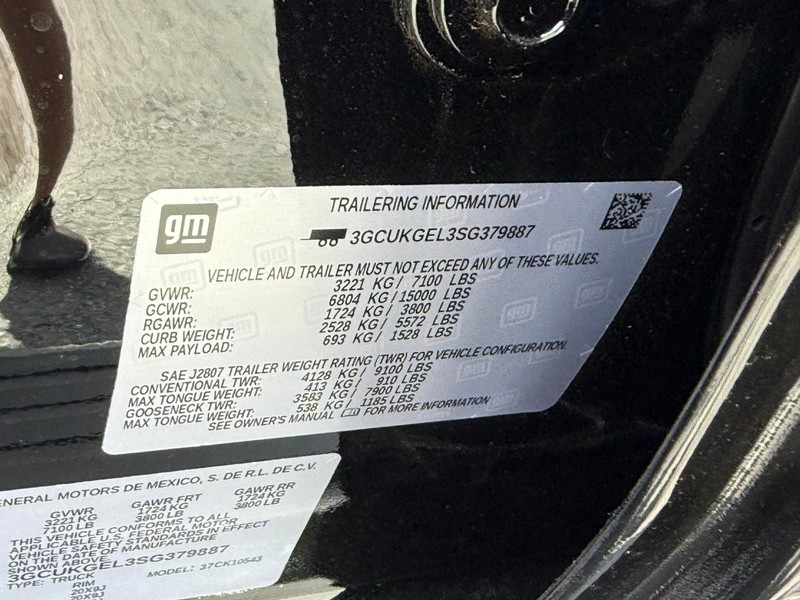 gm
TRAILERING INFORMATION
3GCUKGEL3SG379887
VEHICLE AND TRAILER MUST NOT EXCEED ANY OF THESE VALUES.
GVWR: 3221 KG / 7100 LBS
GCWR: 6804 KG / 15000 LBS
RGAWR: 1724 KG / 3800 LBS
CURB WEIGHT: 2528 KG / 5572 LBS
MAX PAYLOAD: 693 KG / 1528 LBS
SAE J2807 TRAILER WEIGHT RATING (TWR) FOR VEHICLE CONFIGURATION.
CONVENTIONAL TWR: 4128 KG / 9100 LBS
MAX TONGUE WEIGHT: 413 KG / 910 LBS
GOOSENECK TWR: 3583 KG / 7900 LBS
MAX TONGUE WEIGHT: 538 KG / 1185 LBS
SEE OWNER'S MANUAL FOR MORE INFORMATION
GENERAL MOTORS DE MEXICO, S. DE R.L. DE C.V.
GVWR GAWR FRT GAWR RR
3221 KG 1724 KG 1724 KG
7100 LB 3800 LB 3800 LB
THIS VEHICLE CONFORMS TO ALL
APPLICABLE U.S. FEDERAL MOTOR
VEHICLE SAFETY STANDARDS IN EFFECT
ON THE DATE OF MANUFACTURE
SHOWN ABOVE.
3GCUKGEL3SG379887
TYPE: TRUCK MODEL: 37CK10543
RIM
20X9J
20X9J